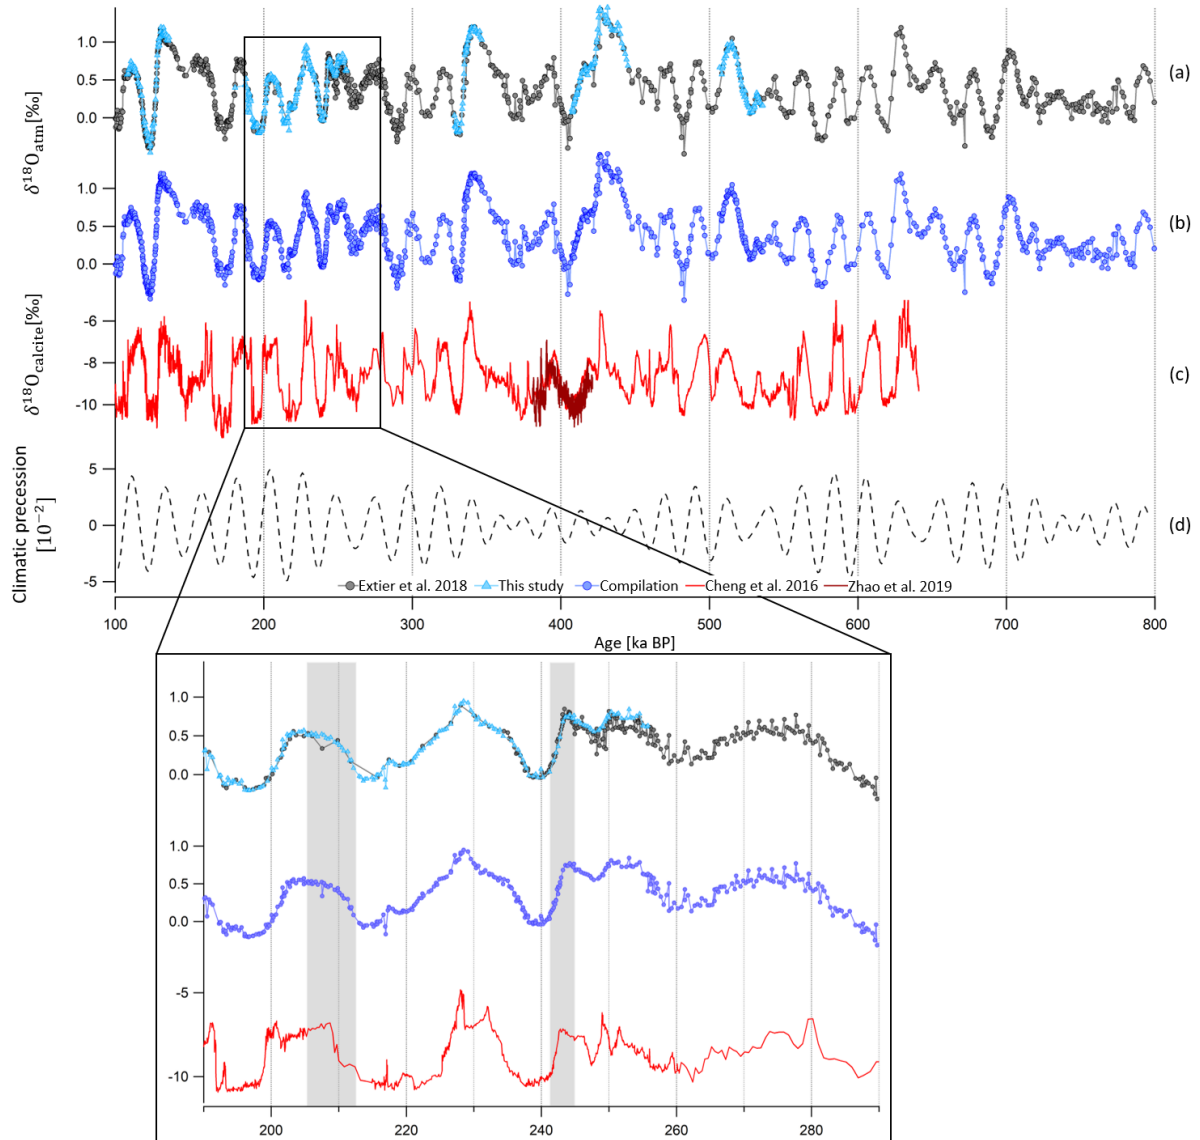 1.0
0.5
0.0
δ¹⁸O_atm [‰]
(a)
1.0
0.5
0.0
(b)
-6
-8
-10
δ¹⁸O_calcite [‰]
(c)
5
0
-5
Climatic precession
[10⁻²]
(d)
Extier et al. 2018 This study Compilation Cheng et al. 2016 Zhao et al. 2019
100 200 300 400 500 600 700 800
Age [ka BP]
1.0
0.5
0.0
1.0
0.5
0.0
-5
-10
200 220 240 260 280